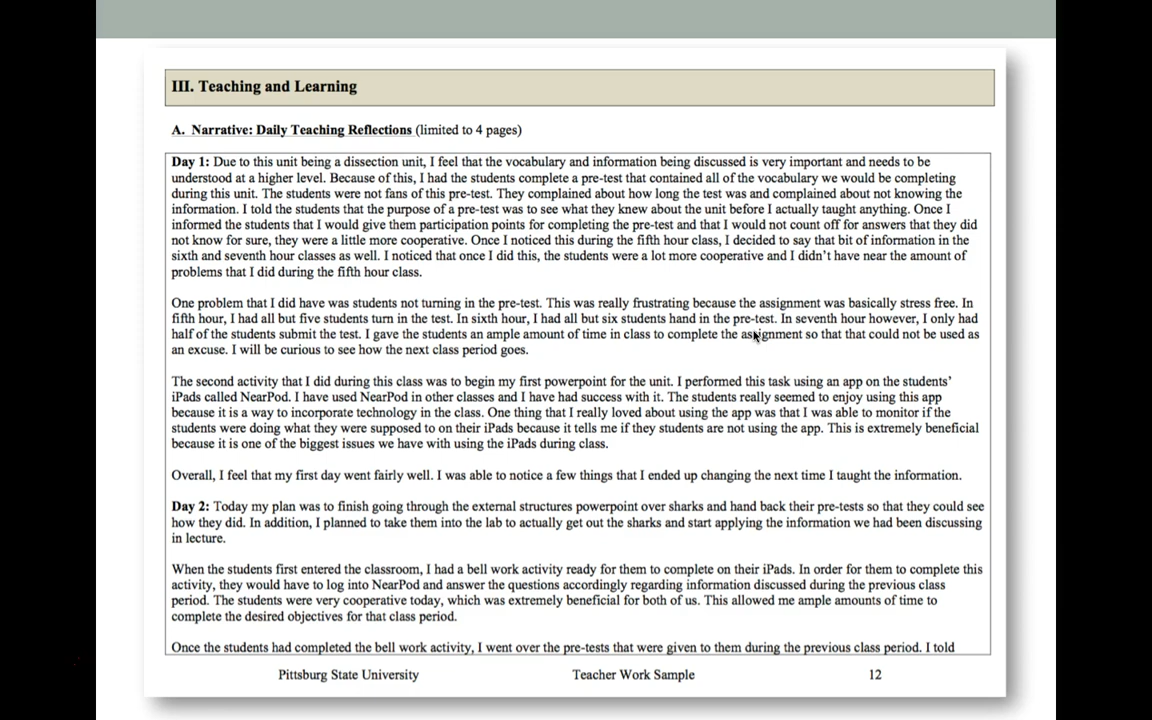 III. Teaching and Learning
A. Narrative: Daily Teaching Reflections (limited to 4 pages)
Day 1: Due to this unit being a dissection unit, I feel that the vocabulary and information being discussed is very important and needs to be
understood at a higher level. Because of this, I had the students complete a pre-test that contained all of the vocabulary we would be completing
during this unit. The students were not fans of this pre-test. They complained about how long the test was and complained about not knowing the
information. I told the students that the purpose of a pre-test was to see what they knew about the unit before I actually taught anything. Once I
informed the students that I would give them participation points for completing the pre-test and that I would not count off for answers that they did
not know for sure, they were a little more cooperative. Once I noticed this during the fifth hour class, I decided to say that bit of information in the
sixth and seventh hour classes as well. I noticed that once I did this, the students were a lot more cooperative and I didn't have near the amount of
problems that I did during the fifth hour class.
One problem that I did have was students not turning in the pre-test. This was really frustrating because the assignment was basically stress free. In
fifth hour, I had all but five students turn in the test. In sixth hour, I had all but six students hand in the pre-test. In seventh hour however, I only had
half of the students submit the test. I gave the students an ample amount of time in class to complete the assignment so that that could not be used as
an excuse. I will be curious to see how the next class period goes.
The second activity that I did during this class was to begin my first powerpoint for the unit. I performed this task using an app on the students'
iPads called NearPod. I have used NearPod in other classes and I have had success with it. The students really seemed to enjoy using this app
because it is a way to incorporate technology in the class. One thing that I really loved about using the app was that I was able to monitor if the
students were doing what they were supposed to on their iPads because it tells me if they students are not using the app. This is extremely beneficial
because it is one of the biggest issues we have with using the iPads during class.
Overall, I feel that my first day went fairly well. I was able to notice a few things that I ended up changing the next time I taught the information.
Day 2: Today my plan was to finish going through the external structures powerpoint over sharks and hand back their pre-tests so that they could see
how they did. In addition, I planned to take them into the lab to actually get out the sharks and start applying the information we had been discussing
in lecture.
When the students first entered the classroom, I had a bell work activity ready for them to complete on their iPads. In order for them to complete this
activity, they would have to log into NearPod and answer the questions accordingly regarding information discussed during the previous class
period. The students were very cooperative today, which was extremely beneficial for both of us. This allowed me ample amounts of time to
complete the desired objectives for that class period.
Once the students had completed the bell work activity, I went over the pre-tests that were given to them during the previous class period. I told
Pittsburg State University Teacher Work Sample 12